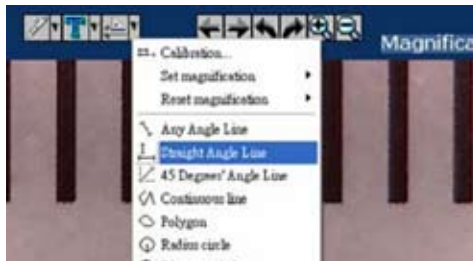 T
Magnifica
Calibration...
Set magnification
Reset magnification
Any Angle Line
Straight Angle Line
45 Degrees' Angle Line
Continuous line
Polygon
Radius circle